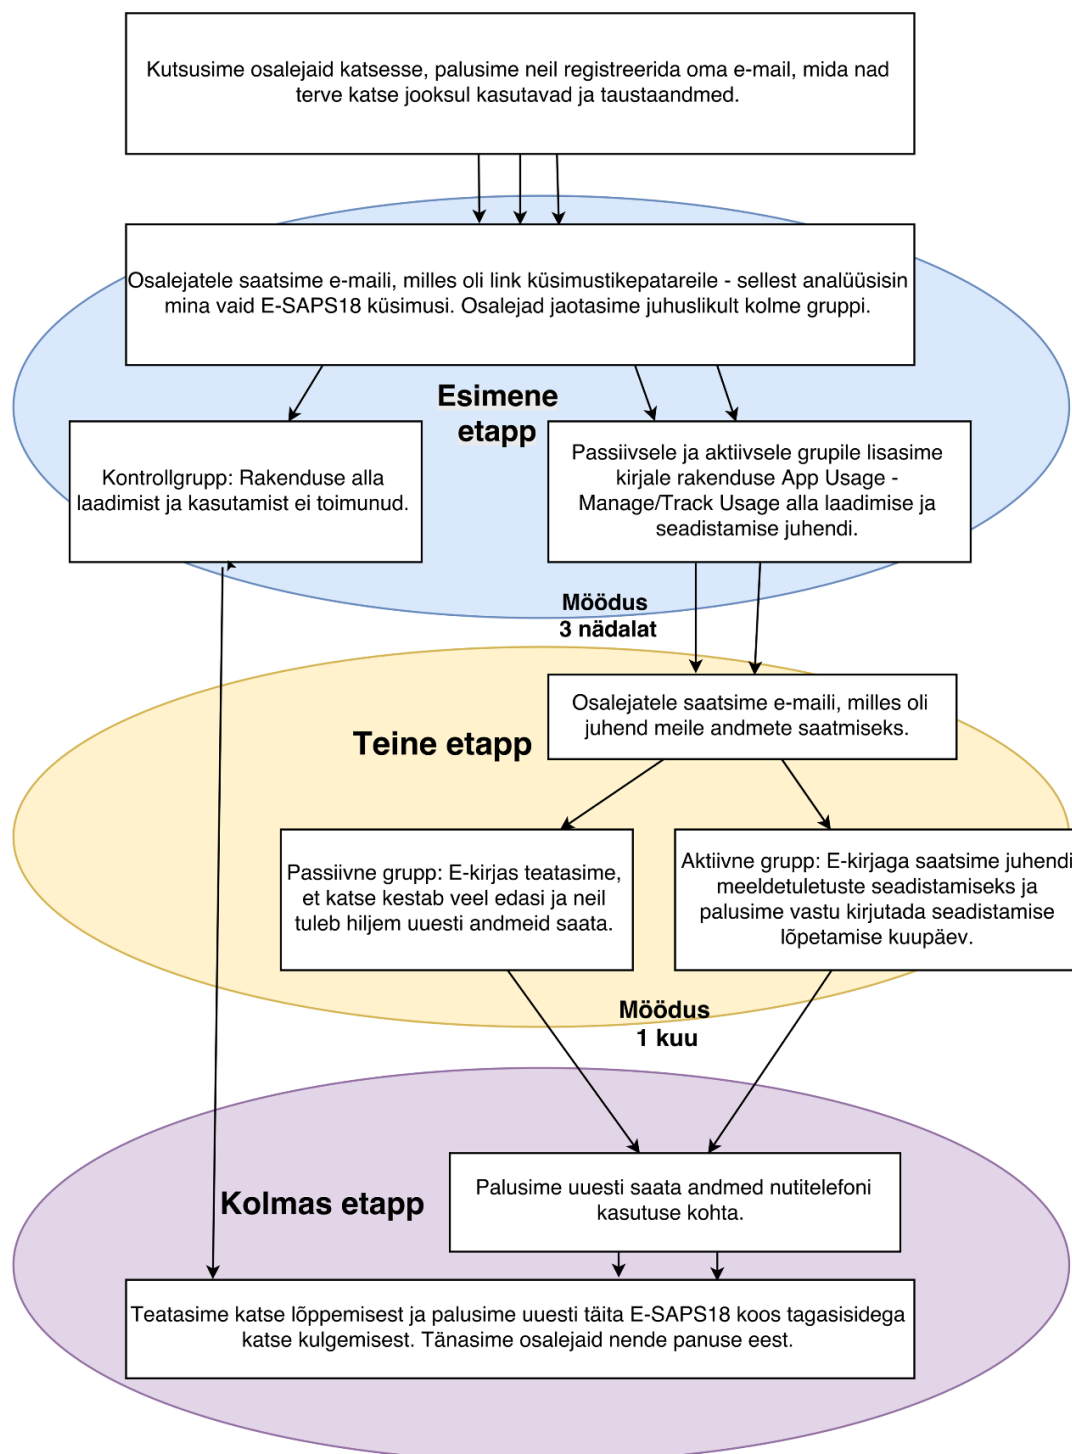 Kutsusime osalejaid katsesse, palusime neil registreerida oma e-mail, mida nad
terve katse jooksul kasutavad ja taustaandmed.
Osalejatele saatsime e-maili, milles oli link küsimustikepatareile - sellest analüüsisin
mina vaid E-SAPS18 küsimusi. Osalejad jaotasime juhuslikult kolme gruppi.
Esimene
etapp
Kontrollgrupp: Rakenduse alla
laadimist ja kasutamist ei toimunud.
Passiivsele ja aktiivsele grupile lisasime
kirjale rakenduse App Usage -
Manage/Track Usage alla laadimise ja
seadistamise juhendi.
Möödus
3 nädalat
Osalejatele saatsime e-maili, milles oli
juhend meile andmete saatmiseks.
Teine etapp
Passiivne grupp: E-kirjas teatasime,
et katse kestab veel edasi ja neil
tuleb hiljem uuesti andmeid saata.
Aktiivne grupp: E-kirjaga saatsime juhendi
meeldetuletuste seadistamiseks ja
palusime vastu kirjutada seadistamise
lõpetamise kuupäev.
Möödus
1 kuu
Palusime uuesti saata andmed nutitelefoni
kasutuse kohta.
Kolmas etapp
Teatasime katse lõppemisest ja palusime uuesti täita E-SAPS18 koos tagasisidega
katse kulgemisest. Tänasime osalejaid nende panuse eest.